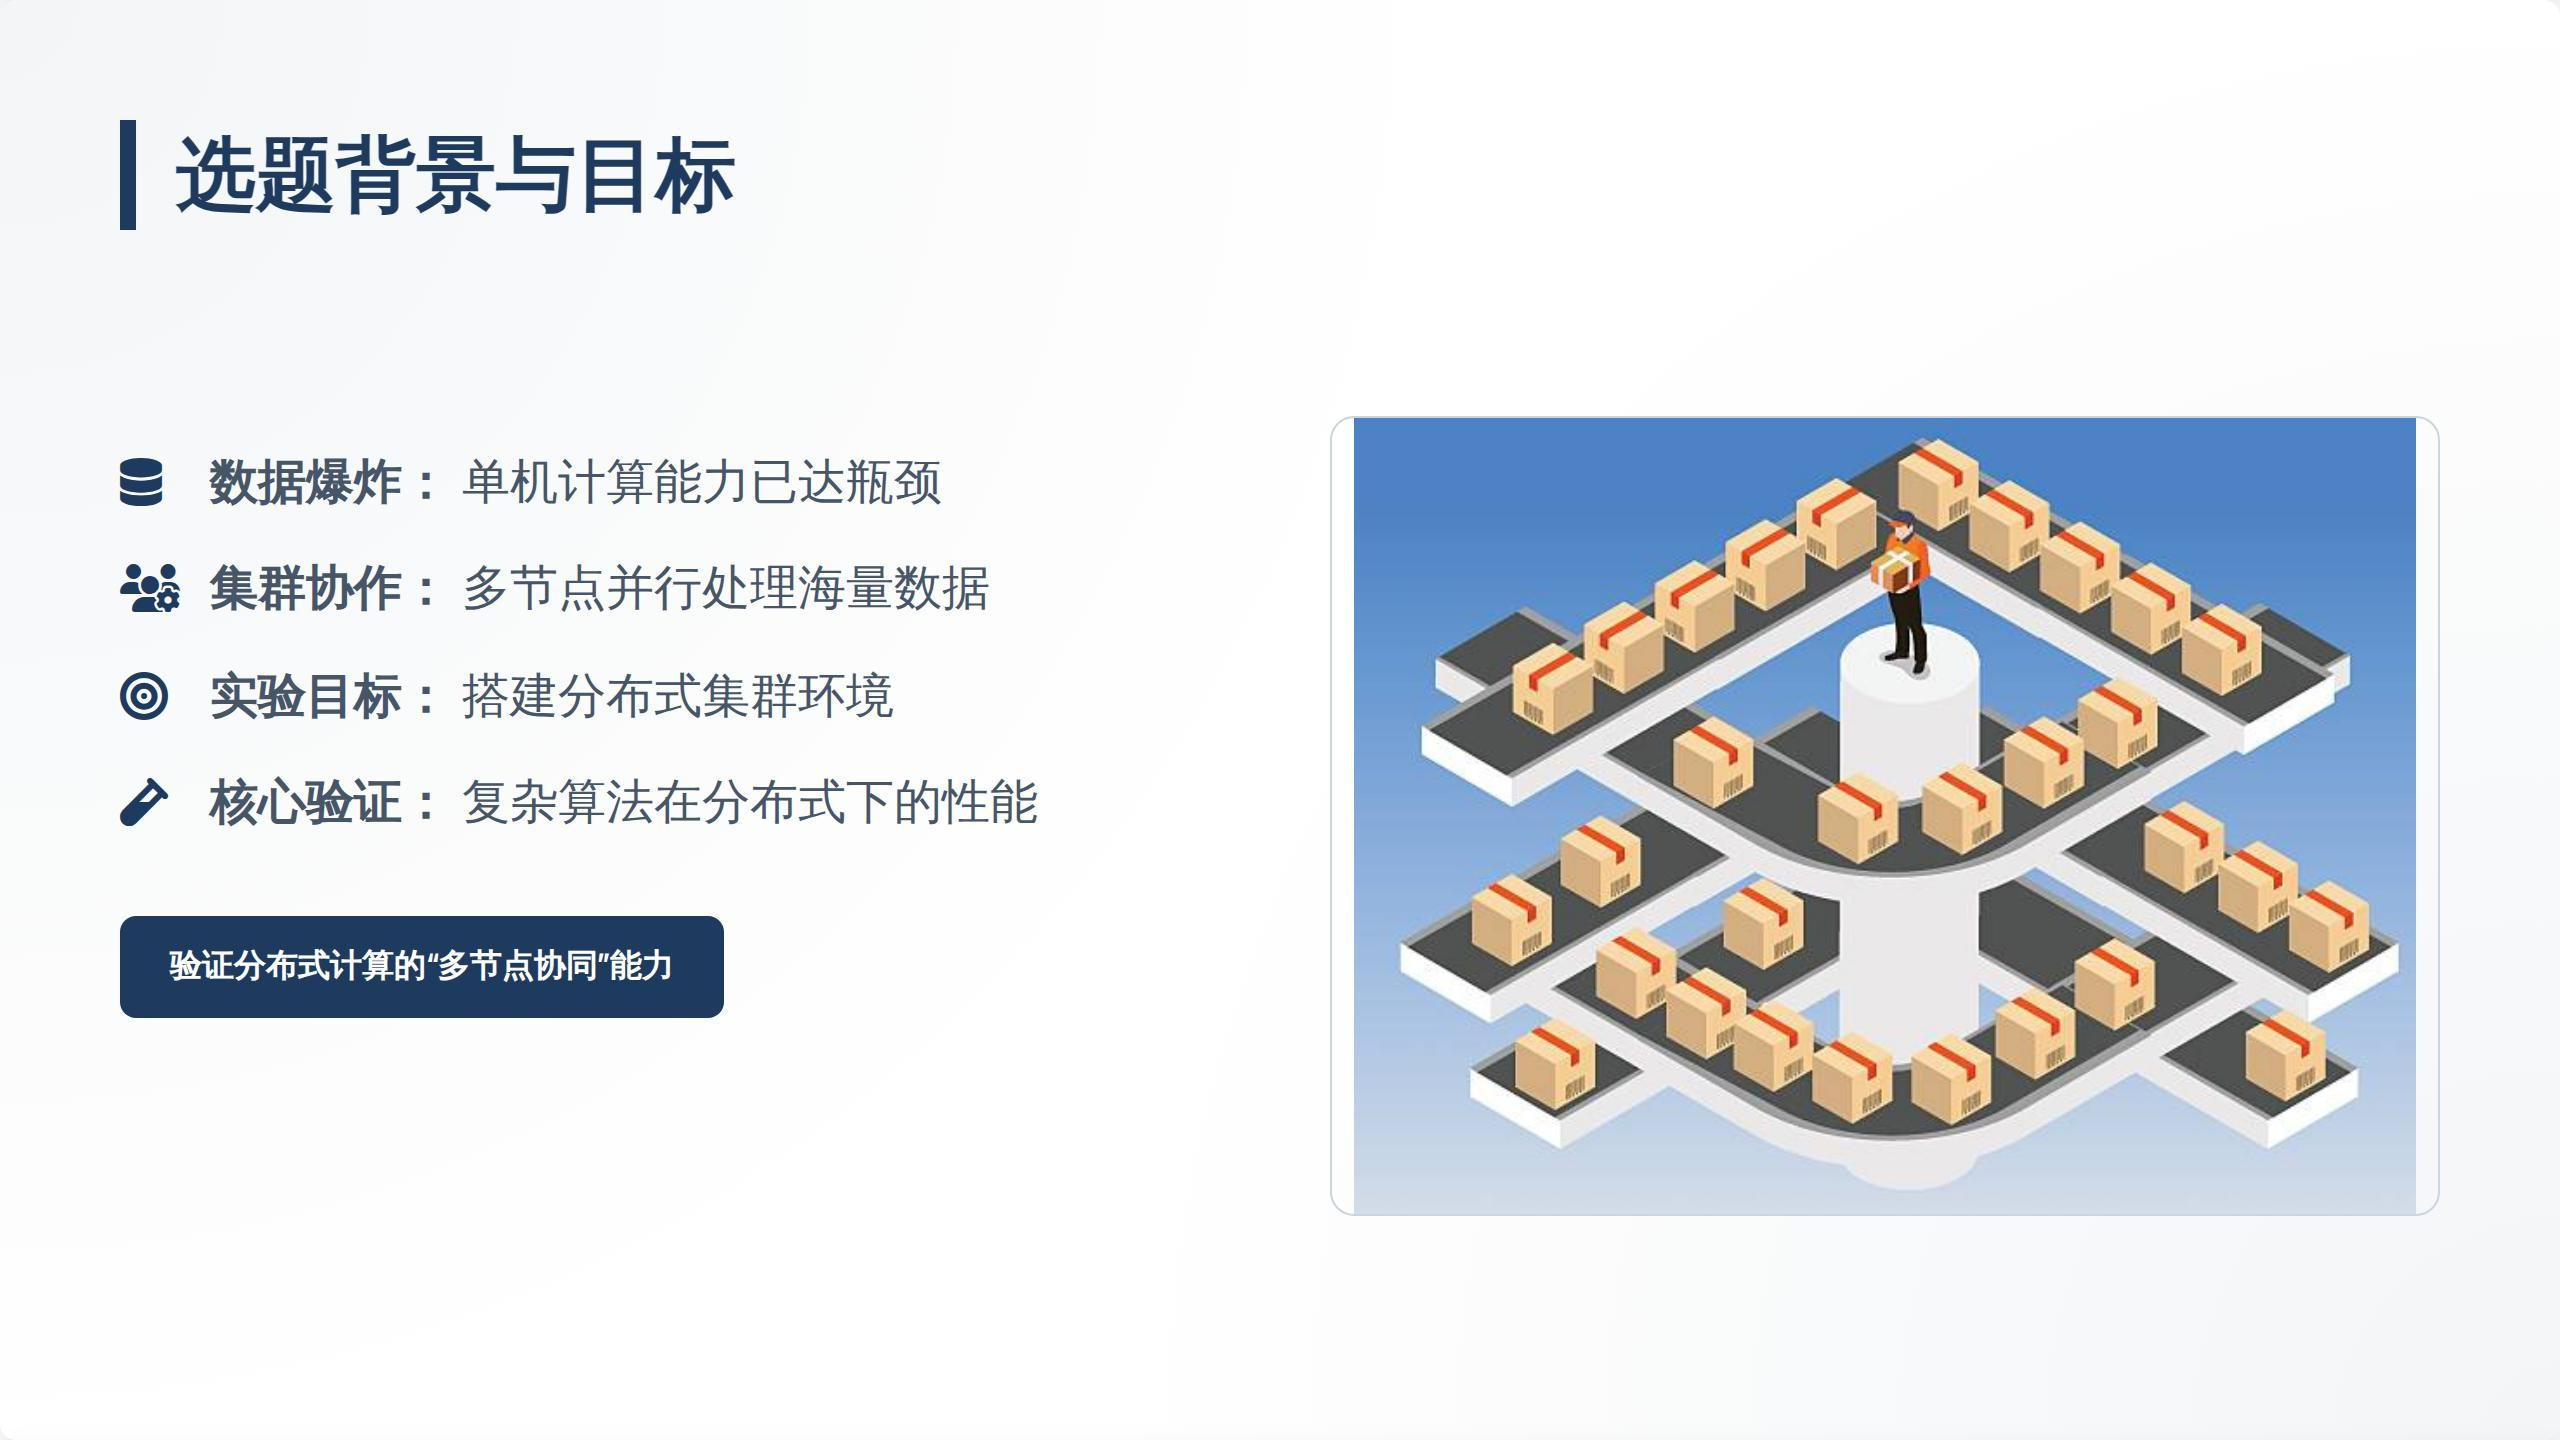 选题背景与目标
数据爆炸： 单机计算能力已达瓶颈
集群协作： 多节点并行处理海量数据
实验目标： 搭建分布式集群环境
核心验证： 复杂算法在分布式下的性能
验证分布式计算的“多节点协同”能力